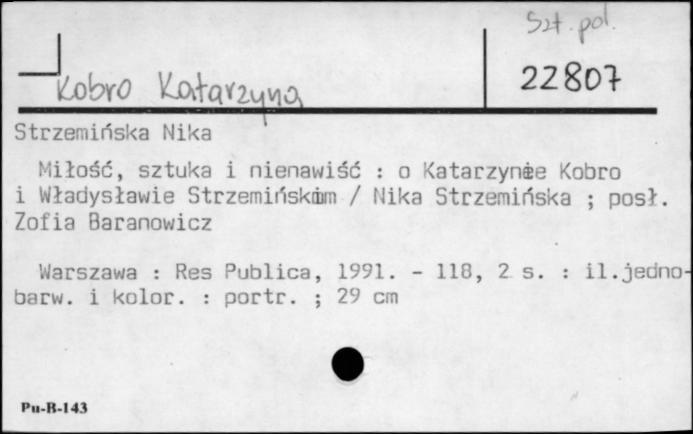 Szt. pol.
22807
Kobro Katarzyna
Strzemińska Nika
Miłość, sztuka i nienawiść : o Katarzynie Kobro
i Władysławie Strzemińskim / Nika Strzemińska ; posł.
Zofia Baranowicz
Warszawa : Res Publica, 1991. - 118, 2 s. : il.jedno-
barw. i kolor. : portr. ; 29 cm
Pu-B-143